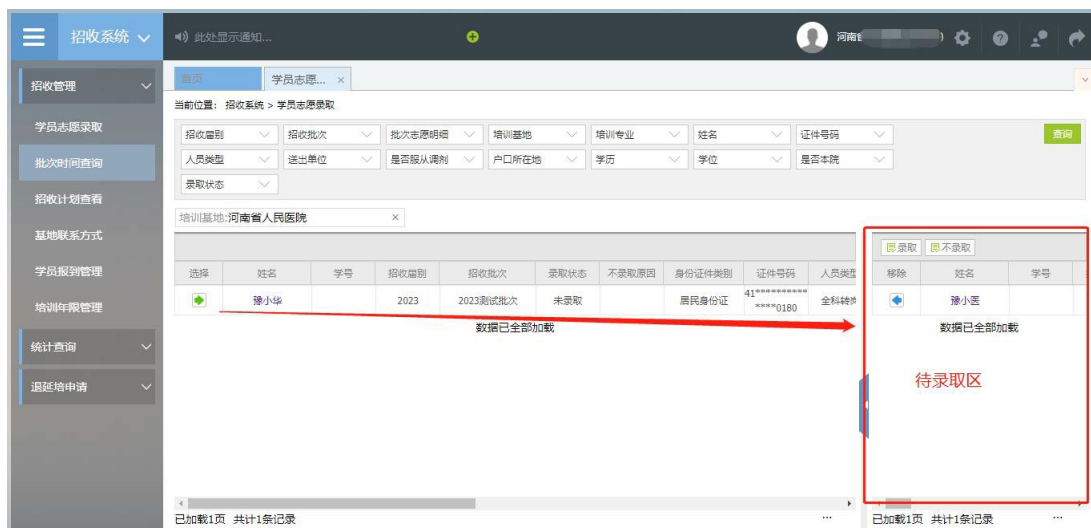 招收系统
此处显示通知...
河南省
招收管理
学员志愿录取
批次时间查询
招收计划查看
基地联系方式
学员报到管理
培训年限管理
统计查询
退延培申请
首页
学员志愿... ×
当前位置: 招收系统 > 学员志愿录取
招收届别 招收批次 批次志愿明细 培训基地 培训专业 姓名 证件号码 查询
人员类型 送出单位 是否服从调剂 户口所在地 学历 学位 是否本院
录取状态
培训基地:河南省人民医院 ×
选择 姓名 学号 招收届别 招收批次 录取状态 不录取原因 身份证件类别 证件号码 人员类型
豫小华 2023 2023测试批次 未录取 居民身份证 41********** ****0180 全科转岗
数据已全部加载
已加载1页 共计1条记录 ...
录取 不录取
移除 姓名 学号
豫小医
数据已全部加载
待录取区
已加载1页 共计1条记录 ...